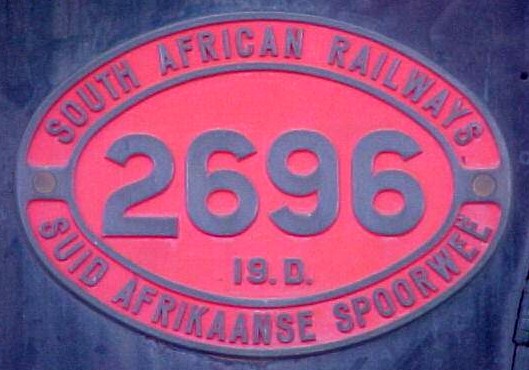 SOUTH AFRICAN RAILWAYS.
2696
19.D.
SUID AFRIKAANSE SPOORWEË